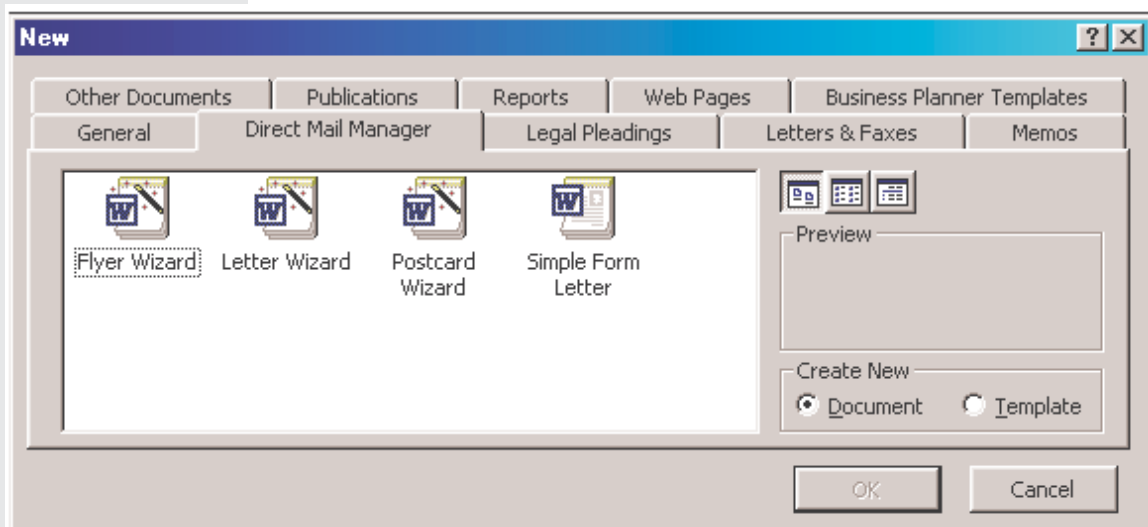 New
Other Documents Publications Reports Web Pages Business Planner Templates
General Direct Mail Manager Legal Pleadings Letters & Faxes Memos
Flyer Wizard Letter Wizard Postcard Simple Form
Wizard Letter
Preview
Create New
Document Template
OK Cancel